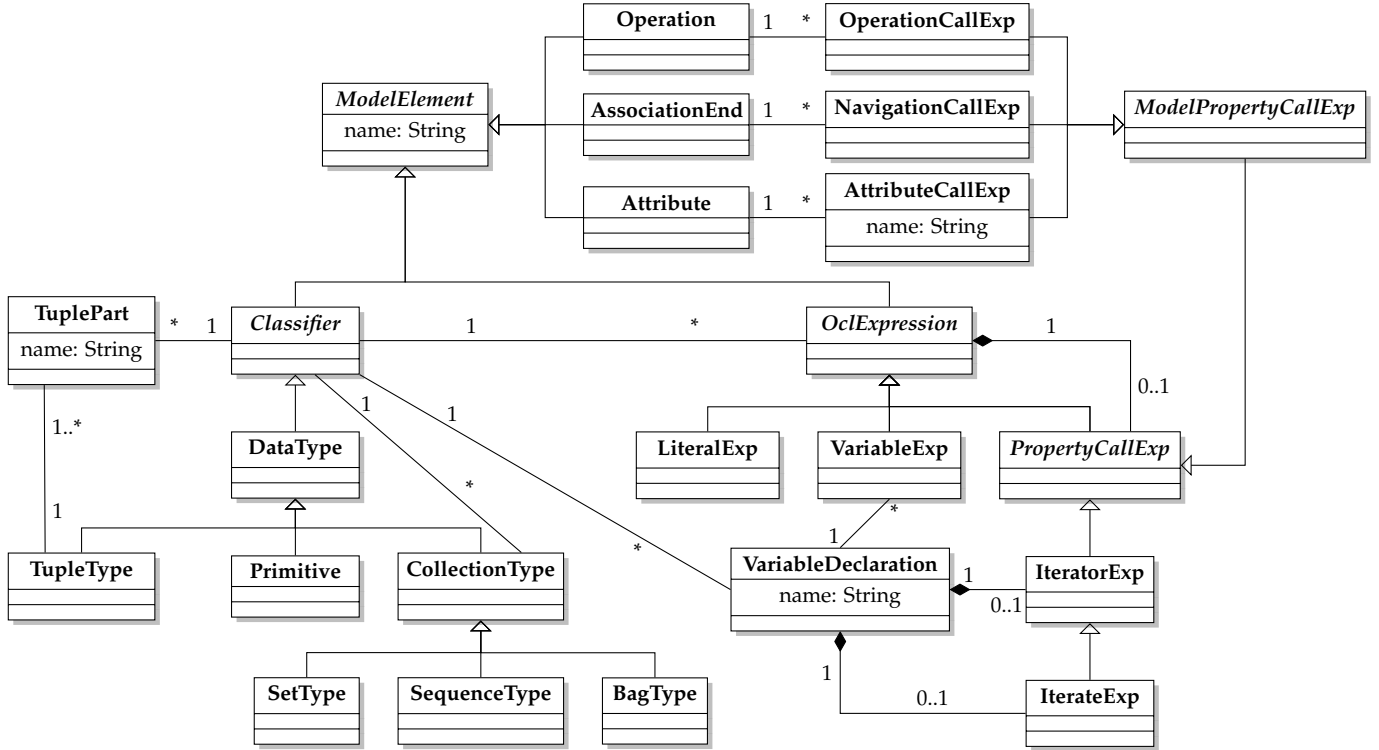 Operation
1
*
OperationCallExp
ModelElement
name: String
AssociationEnd
1
*
NavigationCallExp
ModelPropertyCallExp
Attribute
1
*
AttributeCallExp
name: String
TuplePart
name: String
*
1
Classifier
1
*
OclExpression
1
0..1
1..*
1
1
1
*
*
DataType
LiteralExp
VariableExp
PropertyCallExp
*
1
TupleType
Primitive
CollectionType
VariableDeclaration
name: String
1
0..1
IteratorExp
1
0..1
SetType
SequenceType
BagType
IterateExp